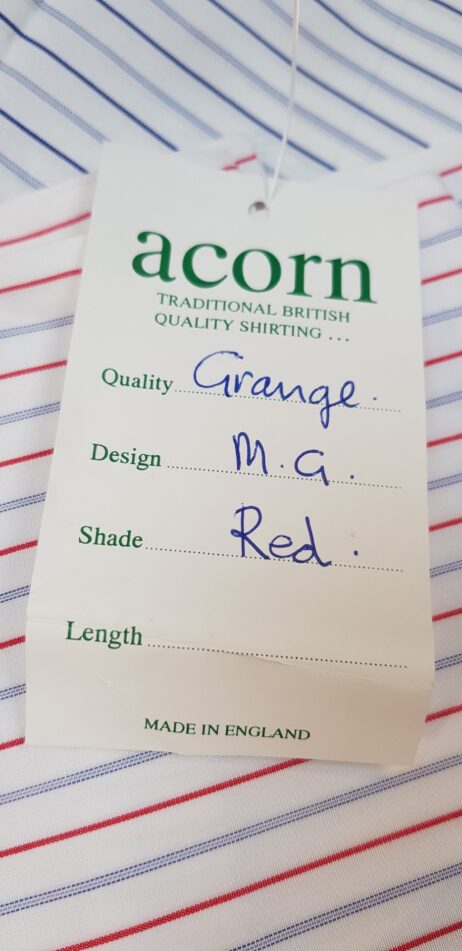 acorn
TRADITIONAL BRITISH
QUALITY SHIRTING ...
Quality Grange.
Design M.G.
Shade Red.
Length
MADE IN ENGLAND